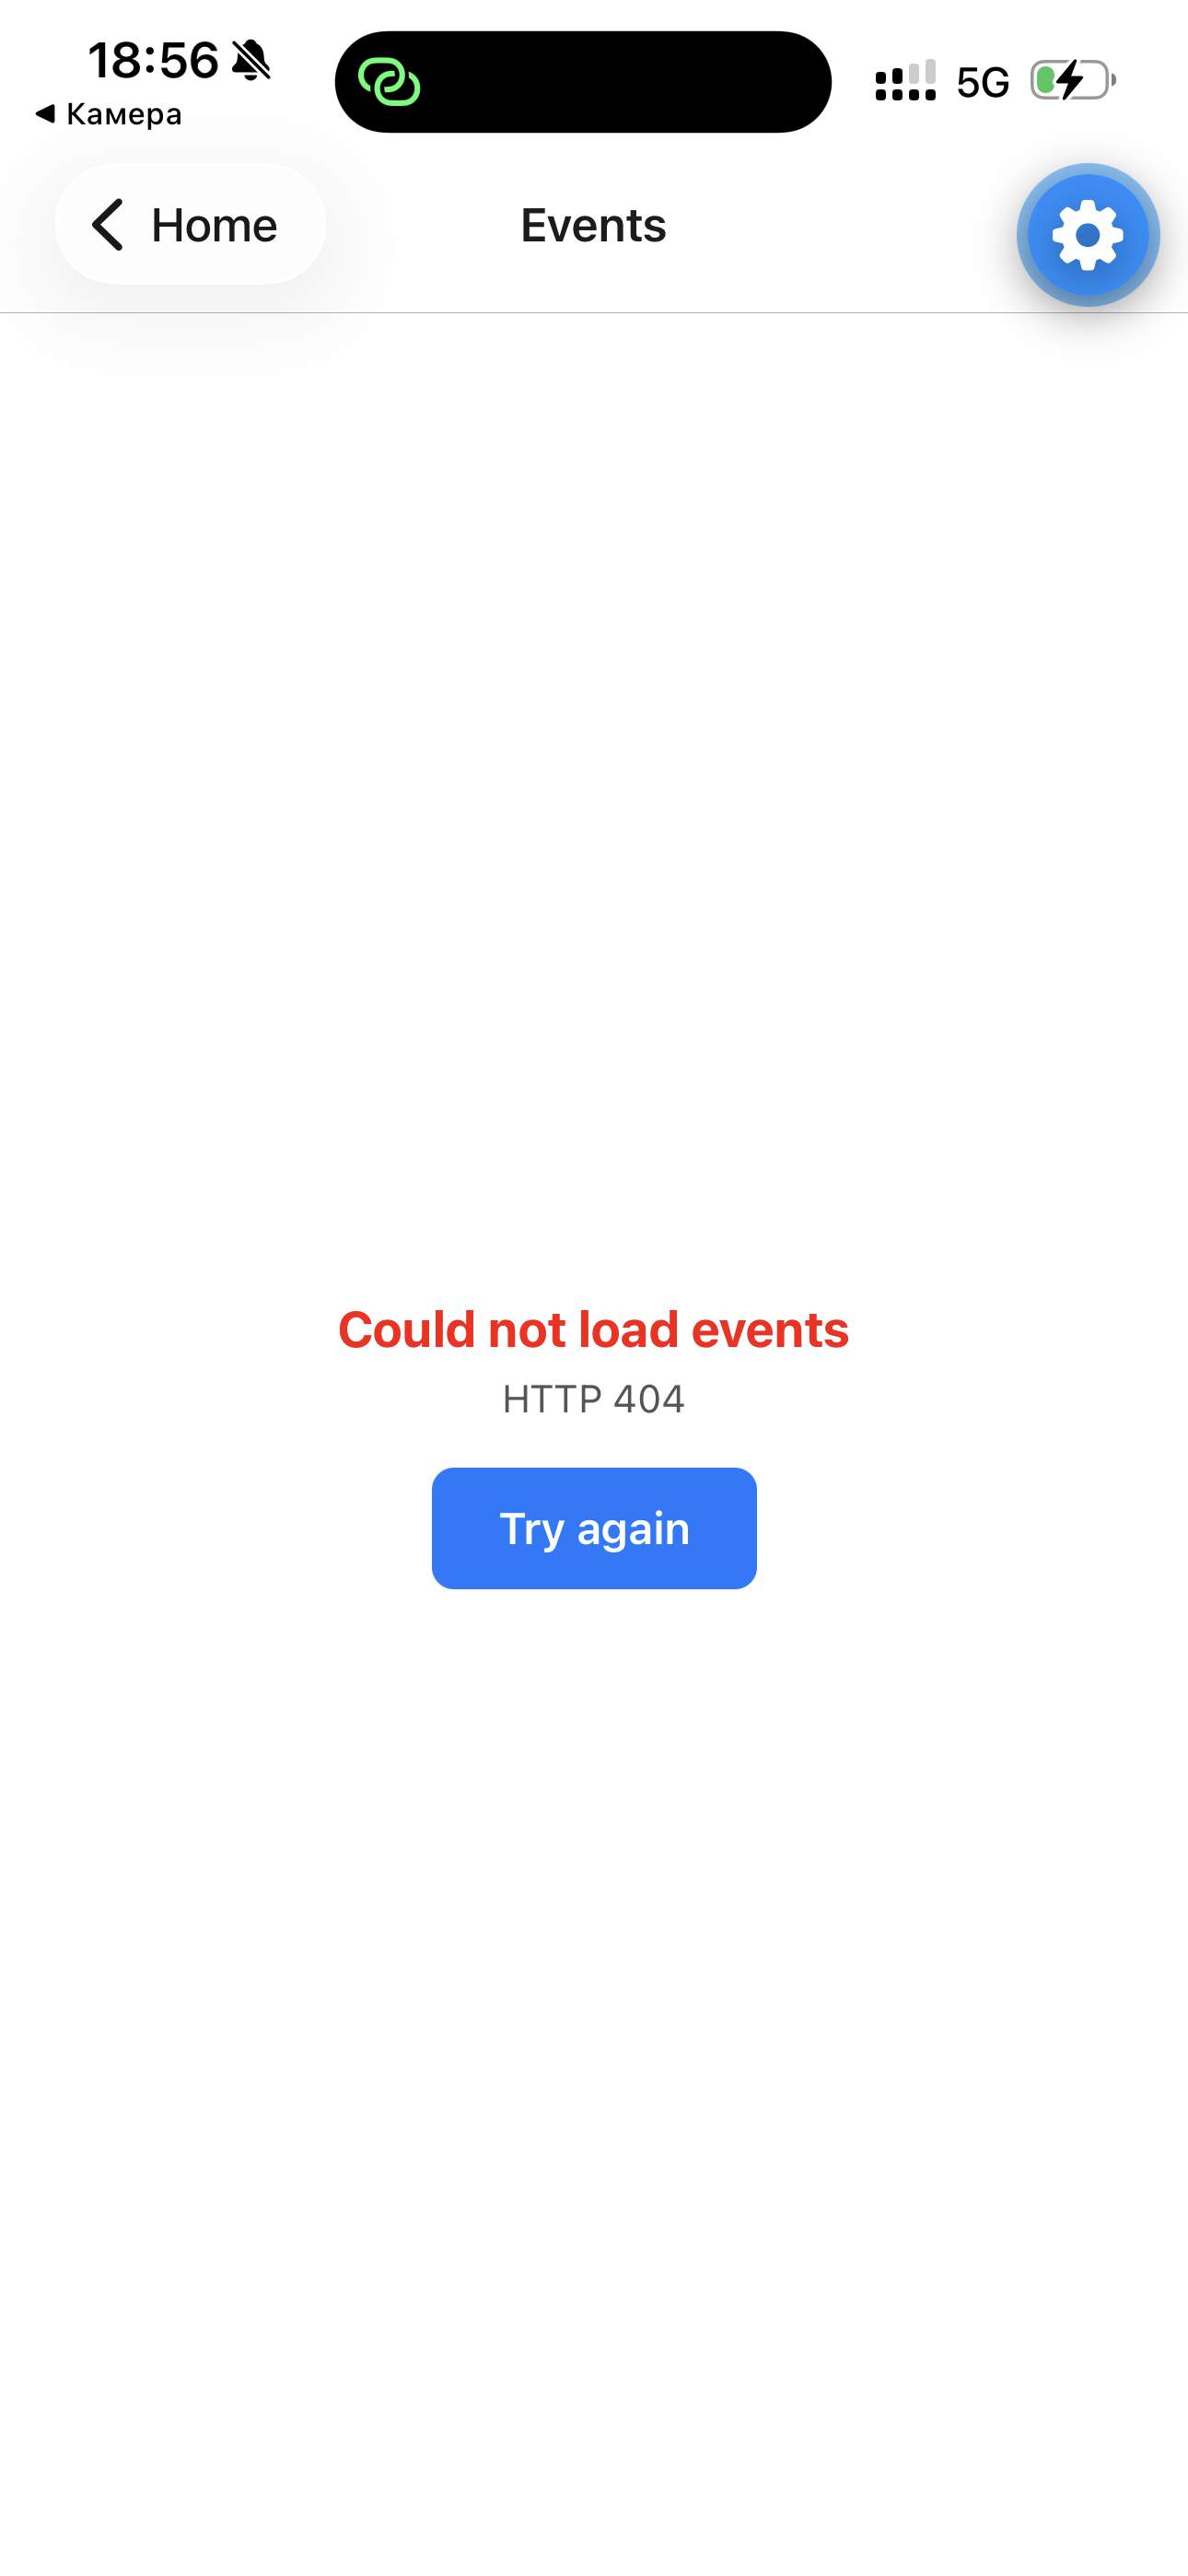 18:56
5G
◀ Камера
Home
Events
Could not load events
HTTP 404
Try again